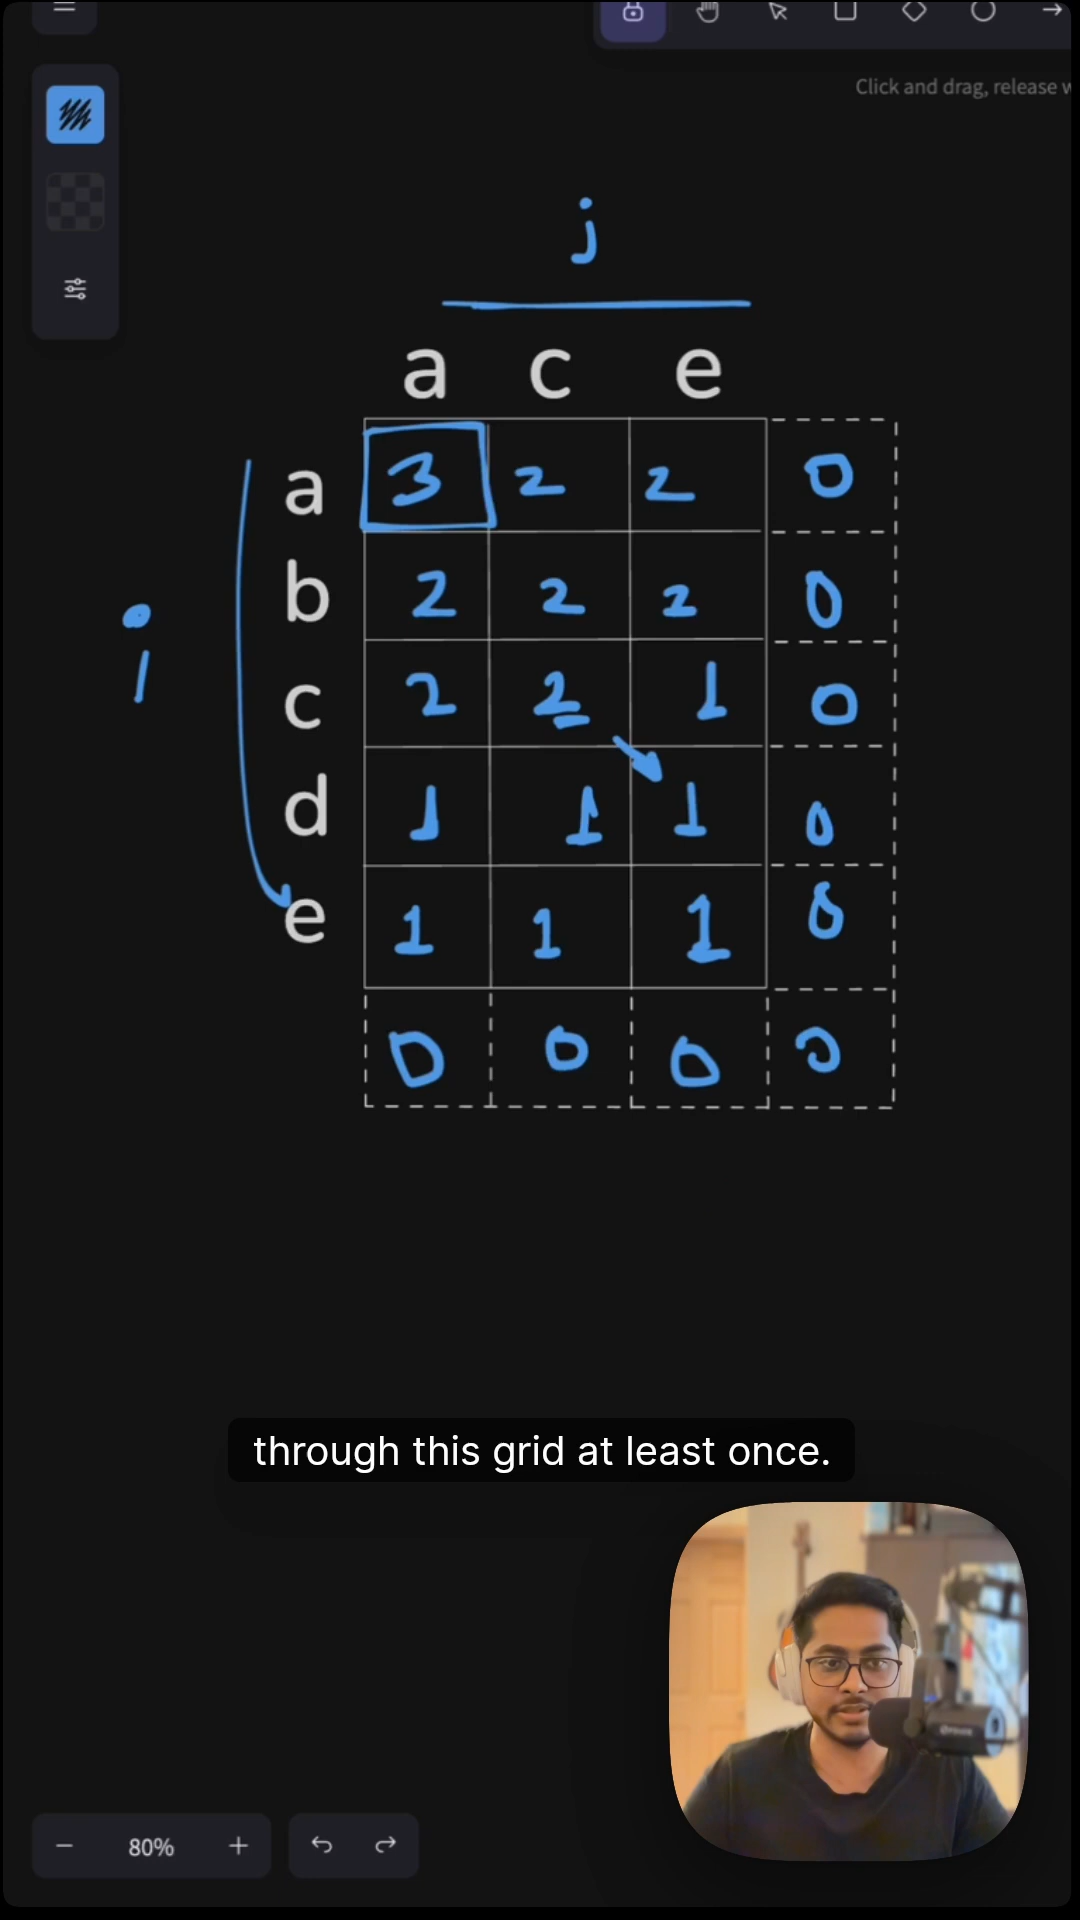 Click and drag, release w
j
a c e
a 3 2 2 0
b 2 2 2 0
i
c 2 2 1 0
d 1 1 1 0
e 1 1 1 0
0 0 0 0
through this grid at least once.
80%